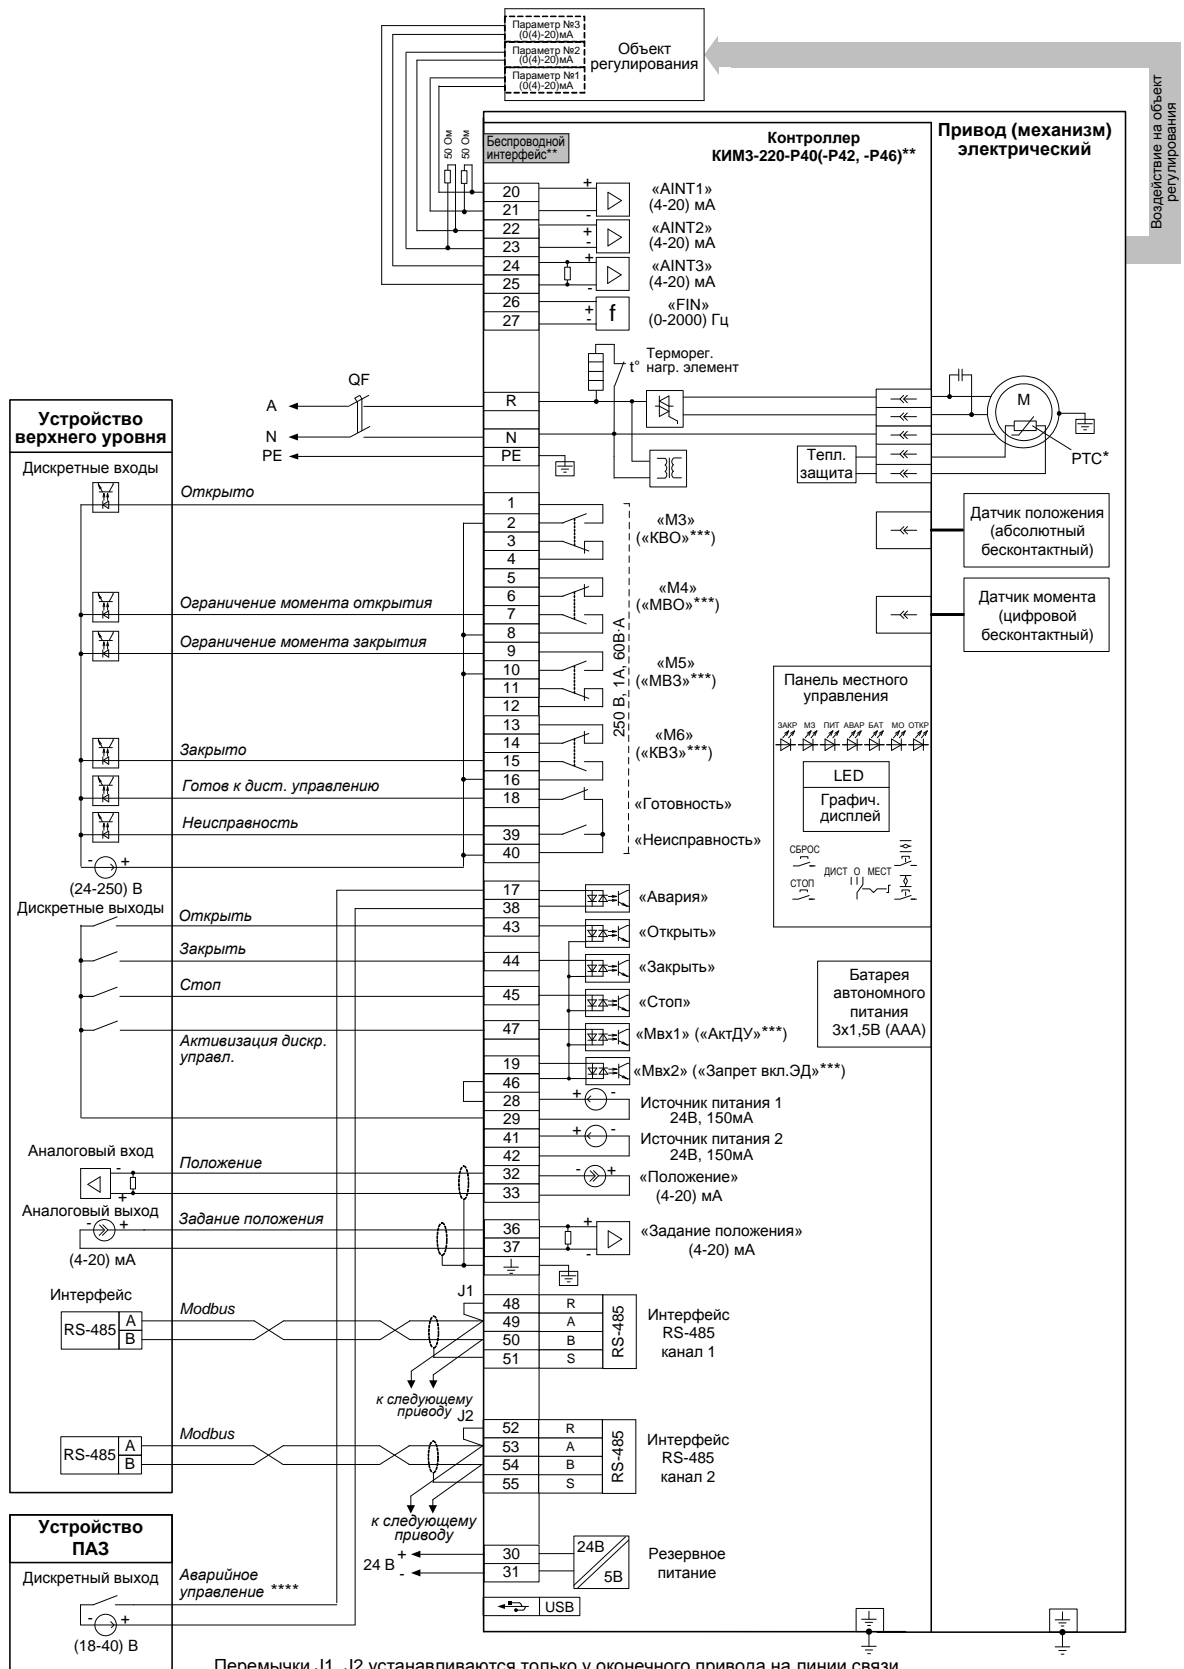 Параметр №3
(0(4)-20)мА
Параметр №2
(0(4)-20)мА
Параметр №1
(0(4)-20)мА
Объект
регулирования
Воздействие на объект
регулирования
50 Ом
50 Ом
Беспроводной
интерфейс**
Контроллер
КИМ3-220-Р40(-Р42, -Р46)**
Привод (механизм)
электрический
20
21
22
23
24
25
26
27
+
-
«AINT1»
(4-20) мА
+
-
«AINT2»
(4-20) мА
+
-
«AINT3»
(4-20) мА
+
-
f
«FIN»
(0-2000) Гц
t°
Терморег.
нагр. элемент
QF
A
N
PE
R
N
PE
M
PTC*
Тепл.
защита
Устройство
верхнего уровня
Дискретные входы
Открыто
Ограничение момента открытия
Ограничение момента закрытия
Закрыто
Готов к дист. управлению
Неисправность
- +
(24-250) В
1
2
3
4
5
6
7
8
9
10
11
12
13
14
15
16
18
39
40
«М3»
(«КВО»***)
«М4»
(«МВО»***)
«М5»
(«МВЗ»***)
«М6»
(«КВЗ»***)
250 В, 1А, 60В·А
«Готовность»
«Неисправность»
Датчик положения
(абсолютный
бесконтактный)
Датчик момента
(цифровой
бесконтактный)
Панель местного
управления
ЗАКР МЗ ПИТ АВАР БАТ МО ОТКР
LED
Графич.
дисплей
СБРОС
СТОП
ДИСТ О МЕСТ
Батарея
автономного
питания
3х1,5В (ААА)
Дискретные выходы
Открыть
Закрыть
Стоп
Активизация дискр.
управл.
17
38
43
44
45
47
19
46
28
29
41
42
32
33
36
37
«Авария»
«Открыть»
«Закрыть»
«Стоп»
«Мвх1» («АктДУ»***)
«Мвх2» («Запрет вкл.ЭД»***)
+ -
Источник питания 1
24В, 150мА
+ -
Источник питания 2
24В, 150мА
- +
«Положение»
(4-20) мА
+
-
«Задание положения»
(4-20) мА
Аналоговый вход
-
+
Положение
Аналоговый выход
- +
Задание положения
(4-20) мА
Интерфейс
RS-485
A
B
Modbus
J1
48 R
49 A
50 B
51 S
RS-485
Интерфейс
RS-485
канал 1
к следующему
приводу
J2
RS-485
A
B
Modbus
52 R
53 A
54 B
55 S
RS-485
Интерфейс
RS-485
канал 2
к следующему
приводу
24 В
+
-
30
31
24В
5В
Резервное
питание
USB
Устройство
ПАЗ
Дискретный выход
Аварийное
управление ****
- +
(18-40) В
Перемычки J1, J2 устанавливаются только у оконечного привода на линии связи